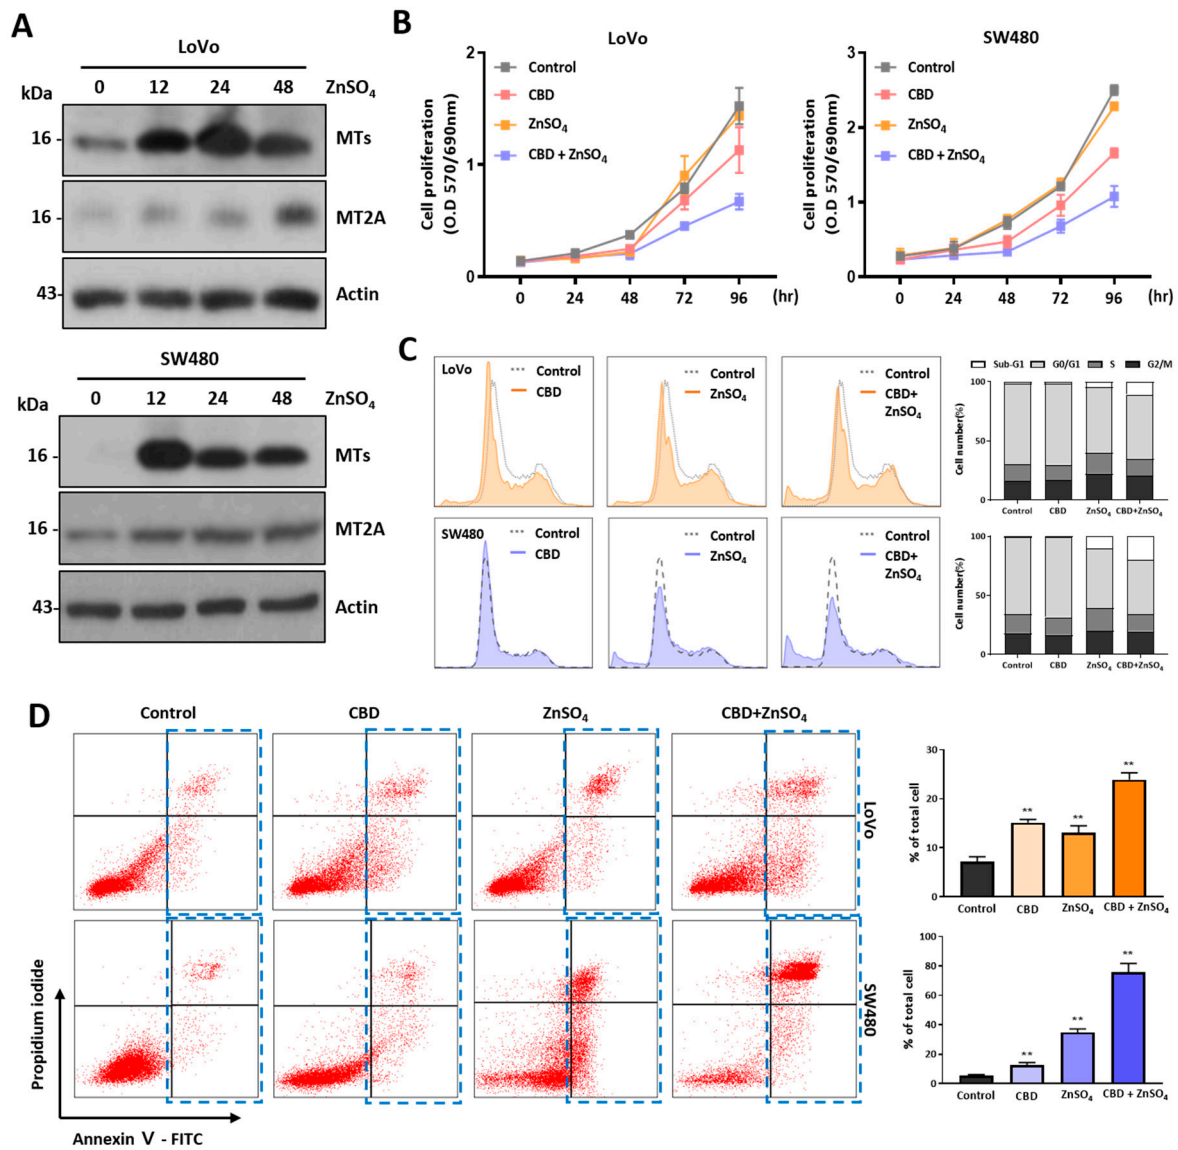 A
LoVo
0 12 24 48 ZnSO₄
kDa
16 - MTs
16 - MT2A
43- Actin
SW480
0 12 24 48 ZnSO₄
kDa
16 - MTs
16 - MT2A
43- Actin
B
LoVo
Cell proliferation
(O.D 570/690nm)
2
1
0
Control
CBD
ZnSO₄
CBD + ZnSO₄
0 24 48 72 96 (hr)
SW480
Cell proliferation
(O.D 570/690nm)
3
2
1
0
Control
CBD
ZnSO₄
CBD + ZnSO₄
0 24 48 72 96 (hr)
C
LoVo
Control
CBD
Control
ZnSO₄
Control
CBD+
ZnSO₄
SW480
Control
CBD
Control
ZnSO₄
Control
CBD+
ZnSO₄
Sub-G1 G0/G1 S G2/M
Cell number(%)
100
50
0
Control CBD ZnSO₄ CBD+ZnSO₄
Cell number(%)
100
50
0
Control CBD ZnSO₄ CBD+ZnSO₄
D
Control CBD ZnSO₄ CBD+ZnSO₄
LoVo
SW480
Propidium iodide
Annexin V - FITC
% of total cell
30
20
10
0
** ** **
Control CBD ZnSO₄ CBD + ZnSO₄
% of total cell
100
80
60
40
20
0
** ** **
Control CBD ZnSO₄ CBD + ZnSO₄